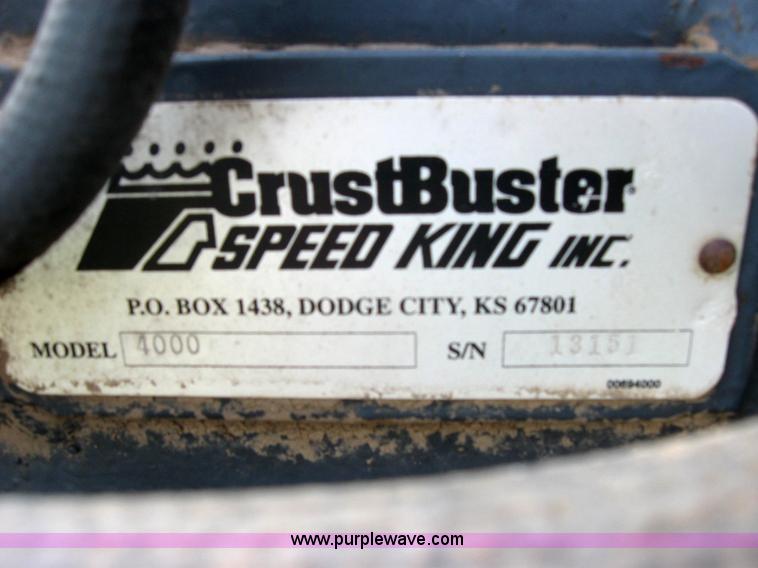 CrustBuster
SPEED KING INC.
P.O. BOX 1438, DODGE CITY, KS 67801
MODEL 4000 S/N 13151
00694000
www.purplewave.com